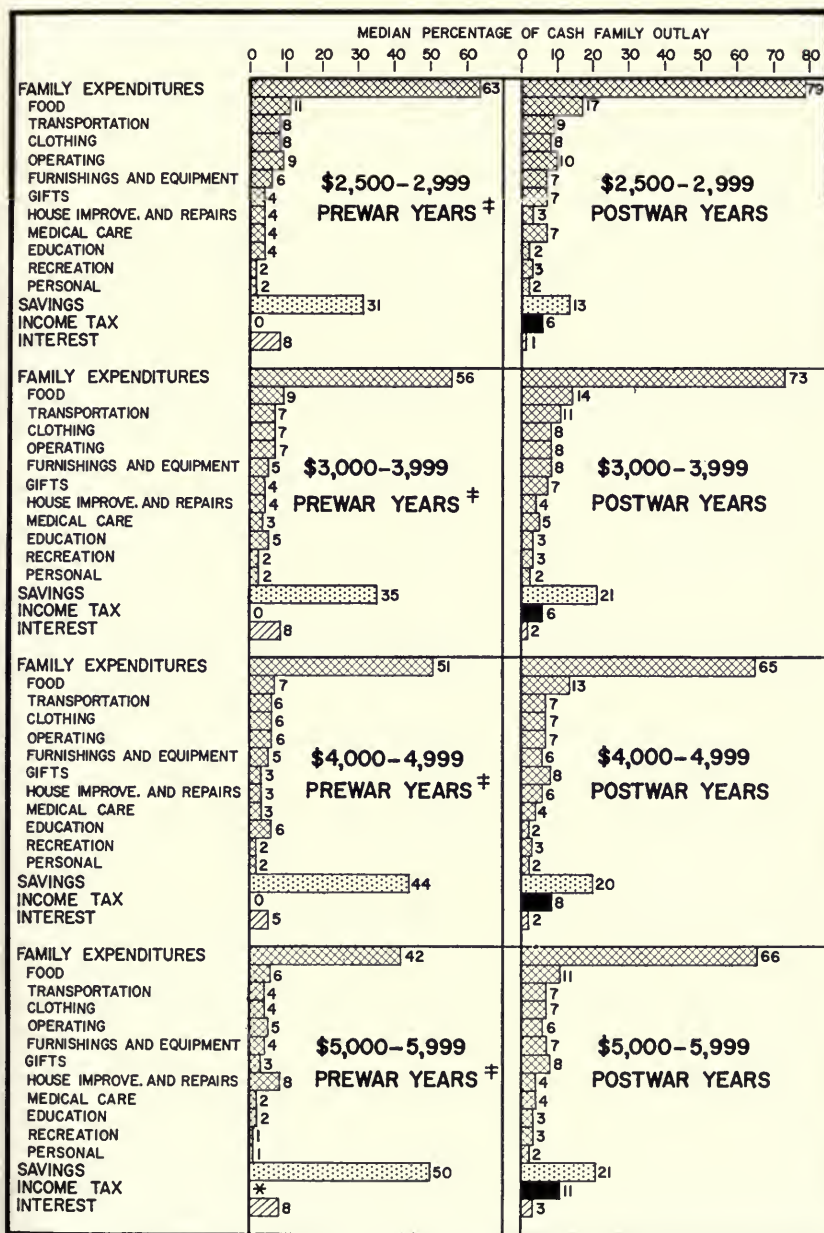 MEDIAN PERCENTAGE OF CASH FAMILY OUTLAY
0 10 20 30 40 50 60 0 10 20 30 40 50 60 70 80
FAMILY EXPENDITURES 63 79
FOOD 11 17
TRANSPORTATION 8 9
CLOTHING 8 8
OPERATING 9 10
FURNISHINGS AND EQUIPMENT 6 $2,500–2,999 7 $2,500–2,999
GIFTS 4 7
HOUSE IMPROVE. AND REPAIRS 4 PREWAR YEARS ‡ 3 POSTWAR YEARS
MEDICAL CARE 4 7
EDUCATION 4 2
RECREATION 2 3
PERSONAL 2 2
SAVINGS 31 13
INCOME TAX 0 6
INTEREST 8 1
FAMILY EXPENDITURES 56 73
FOOD 9 14
TRANSPORTATION 7 11
CLOTHING 7 8
OPERATING 7 8
FURNISHINGS AND EQUIPMENT 5 $3,000–3,999 8 $3,000–3,999
GIFTS 4 7
HOUSE IMPROVE. AND REPAIRS 4 PREWAR YEARS ‡ 4 POSTWAR YEARS
MEDICAL CARE 3 5
EDUCATION 5 3
RECREATION 2 3
PERSONAL 2 2
SAVINGS 35 21
INCOME TAX 0 6
INTEREST 8 2
FAMILY EXPENDITURES 51 65
FOOD 7 13
TRANSPORTATION 6 7
CLOTHING 6 7
OPERATING 6 7
FURNISHINGS AND EQUIPMENT 5 $4,000–4,999 6 $4,000–4,999
GIFTS 3 8
HOUSE IMPROVE. AND REPAIRS 3 PREWAR YEARS ‡ 6 POSTWAR YEARS
MEDICAL CARE 3 4
EDUCATION 6 2
RECREATION 2 3
PERSONAL 2 2
SAVINGS 44 20
INCOME TAX 0 8
INTEREST 5 2
FAMILY EXPENDITURES 42 66
FOOD 6 11
TRANSPORTATION 4 7
CLOTHING 4 7
OPERATING 5 6
FURNISHINGS AND EQUIPMENT 4 $5,000–5,999 7 $5,000–5,999
GIFTS 3 8
HOUSE IMPROVE. AND REPAIRS 8 PREWAR YEARS ‡ 4 POSTWAR YEARS
MEDICAL CARE 2 4
EDUCATION 2 3
RECREATION 1 3
PERSONAL 1 2
SAVINGS 50 21
INCOME TAX * 11
INTEREST 8 3